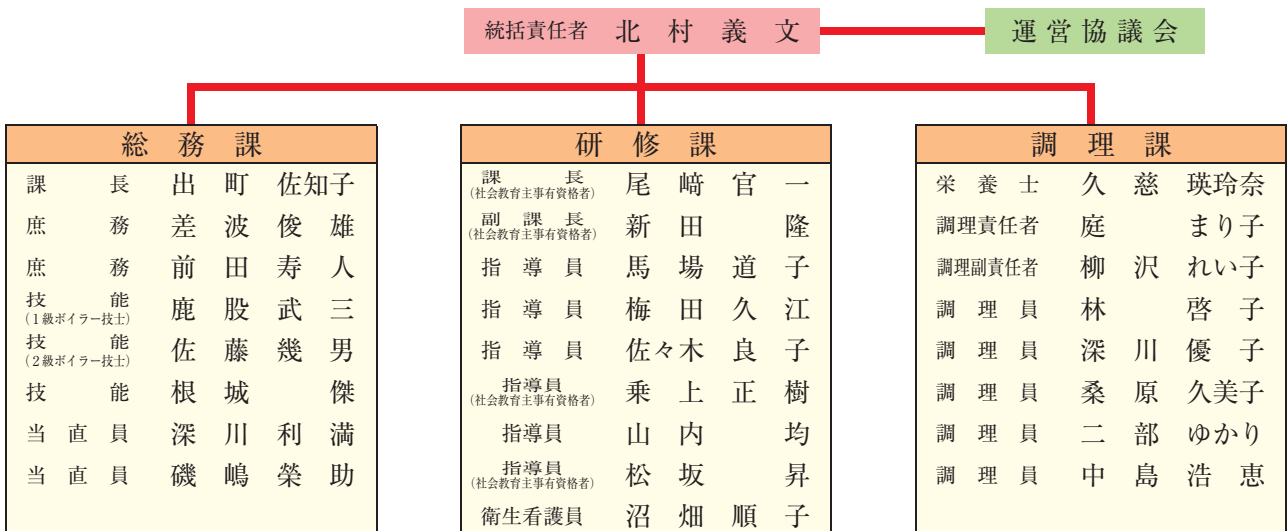 統括責任者 北村義文
運営協議会
総務課
課長 出町佐知子
庶務 差波俊雄
庶務 前田寿人
技能 鹿股武三
(1級ボイラー技士)
技能 佐藤幾男
(2級ボイラー技士)
技能 根城傑
当直員 深川利満
当直員 磯嶋榮助
研修課
課長 尾﨑官一
(社会教育主事有資格者)
副課長 新田隆
(社会教育主事有資格者)
指導員 馬場道子
指導員 梅田久江
指導員 佐々木良子
指導員 乗上正樹
(社会教育主事有資格者)
指導員 山内均
指導員 松坂昇
(社会教育主事有資格者)
衛生看護員 沼畑順子
調理課
栄養士 久慈瑛玲奈
調理責任者 庭まり子
調理副責任者 柳沢れい子
調理員 林啓子
調理員 深川優子
調理員 桑原久美子
調理員 二部ゆかり
調理員 中島浩恵